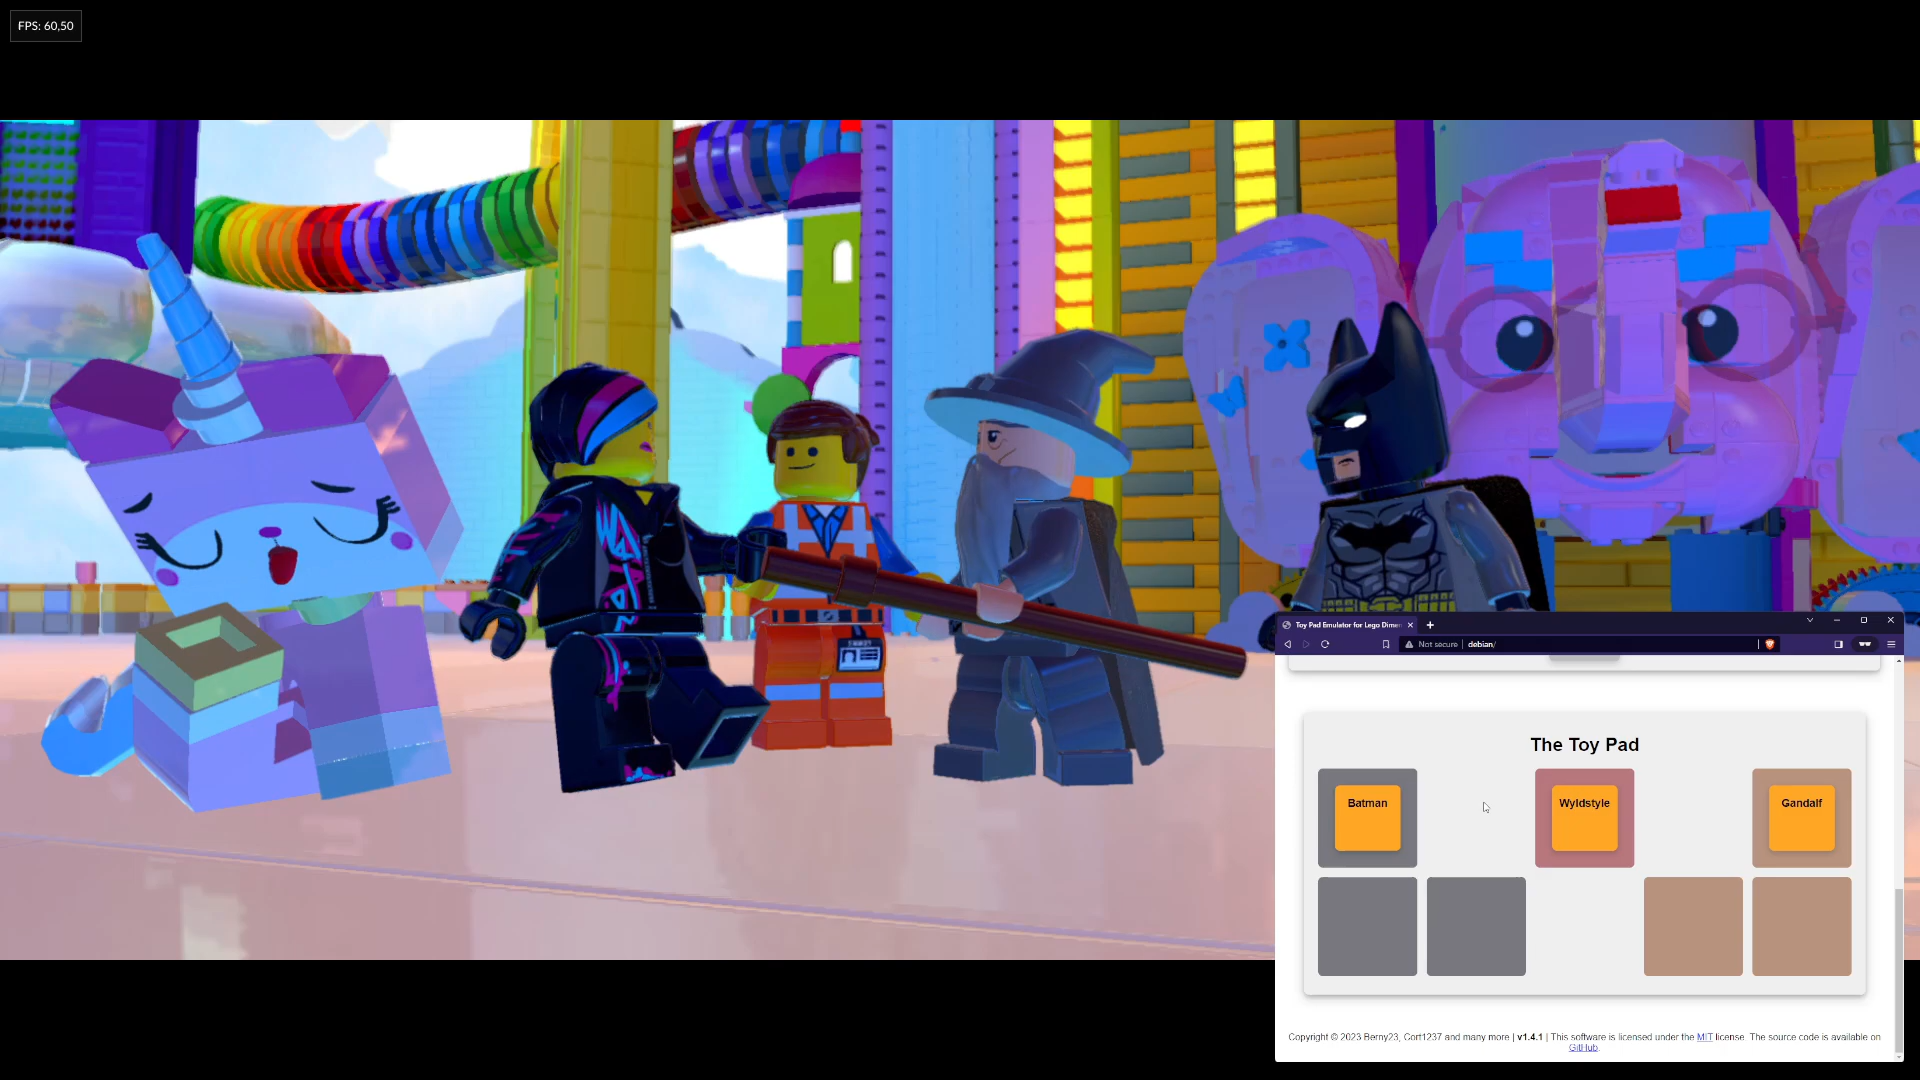 FPS: 60,50
Toy Pad Emulator for Lego Dimen
Not secure
debian/
The Toy Pad
Batman
Wyldstyle
Gandalf
Copyright © 2023 Berny23, Cort1237 and many more | v1.4.1 | This software is licensed under the MIT license. The source code is available on
GitHub.